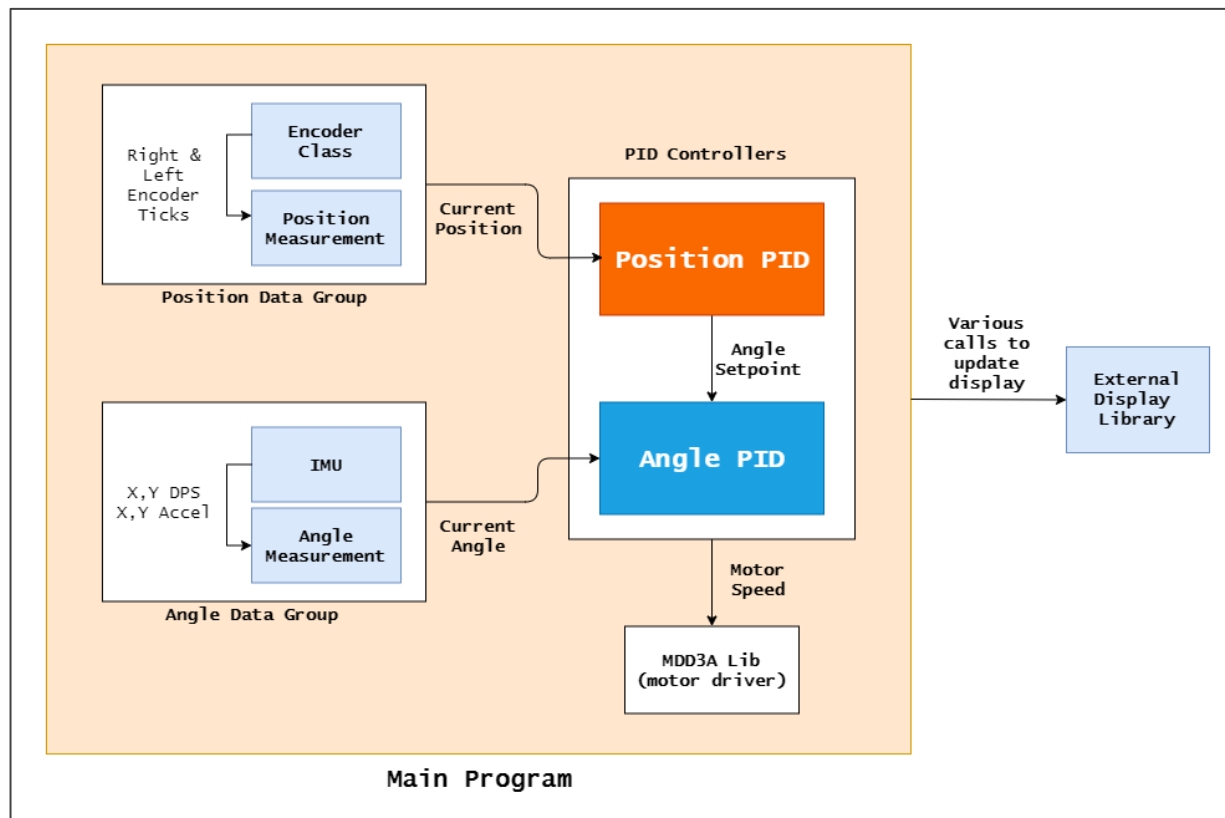 Encoder
Class
Right &
Left
Encoder
Ticks
Position
Measurement
Position Data Group
Current
Position
PID Controllers
Position PID
Angle
Setpoint
Angle PID
IMU
X,Y DPS
X,Y Accel
Angle
Measurement
Angle Data Group
Current
Angle
Motor
Speed
MDD3A Lib
(motor driver)
Various
calls to
update
display
External
Display
Library
Main Program